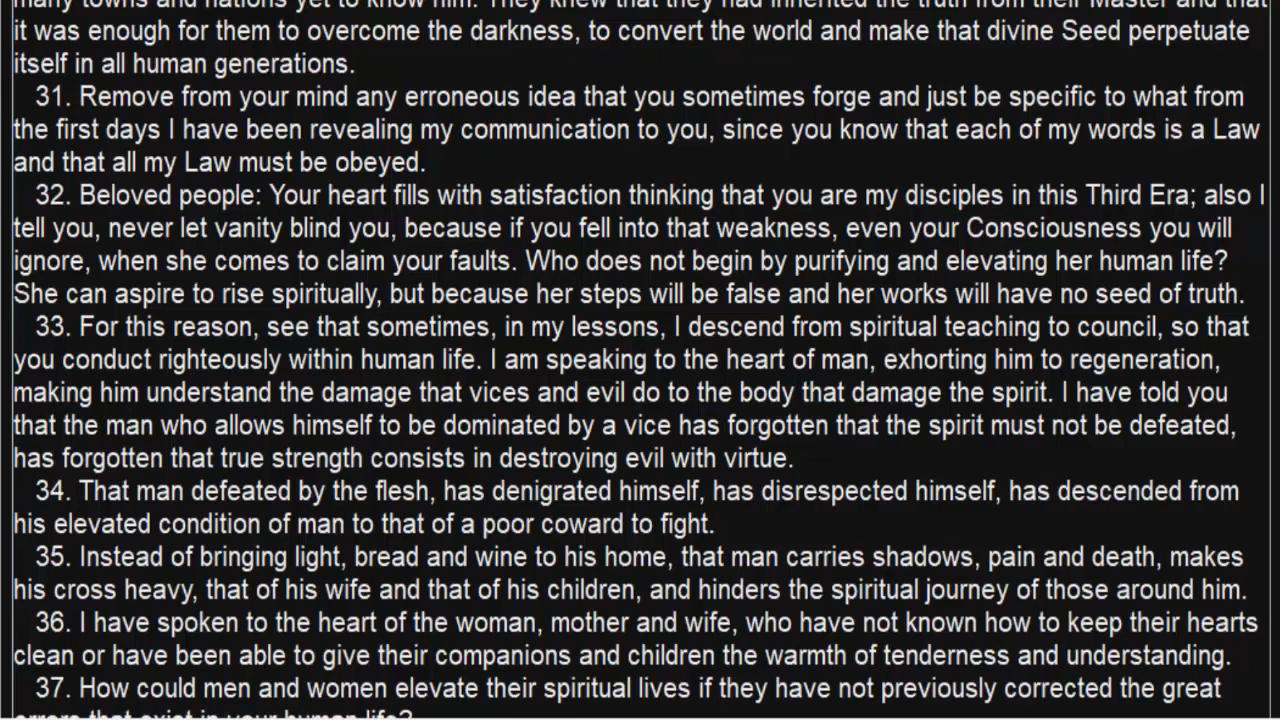 many towns and nations yet to know him. They knew that they had inherited the truth from their Master and that
it was enough for them to overcome the darkness, to convert the world and make that divine Seed perpetuate
itself in all human generations.
31. Remove from your mind any erroneous idea that you sometimes forge and just be specific to what from
the first days I have been revealing my communication to you, since you know that each of my words is a Law
and that all my Law must be obeyed.
32. Beloved people: Your heart fills with satisfaction thinking that you are my disciples in this Third Era; also I
tell you, never let vanity blind you, because if you fell into that weakness, even your Consciousness you will
ignore, when she comes to claim your faults. Who does not begin by purifying and elevating her human life?
She can aspire to rise spiritually, but because her steps will be false and her works will have no seed of truth.
33. For this reason, see that sometimes, in my lessons, I descend from spiritual teaching to council, so that
you conduct righteously within human life. I am speaking to the heart of man, exhorting him to regeneration,
making him understand the damage that vices and evil do to the body that damage the spirit. I have told you
that the man who allows himself to be dominated by a vice has forgotten that the spirit must not be defeated,
has forgotten that true strength consists in destroying evil with virtue.
34. That man defeated by the flesh, has denigrated himself, has disrespected himself, has descended from
his elevated condition of man to that of a poor coward to fight.
35. Instead of bringing light, bread and wine to his home, that man carries shadows, pain and death, makes
his cross heavy, that of his wife and that of his children, and hinders the spiritual journey of those around him.
36. I have spoken to the heart of the woman, mother and wife, who have not known how to keep their hearts
clean or have been able to give their companions and children the warmth of tenderness and understanding.
37. How could men and women elevate their spiritual lives if they have not previously corrected the great
errors that exist in your human life?